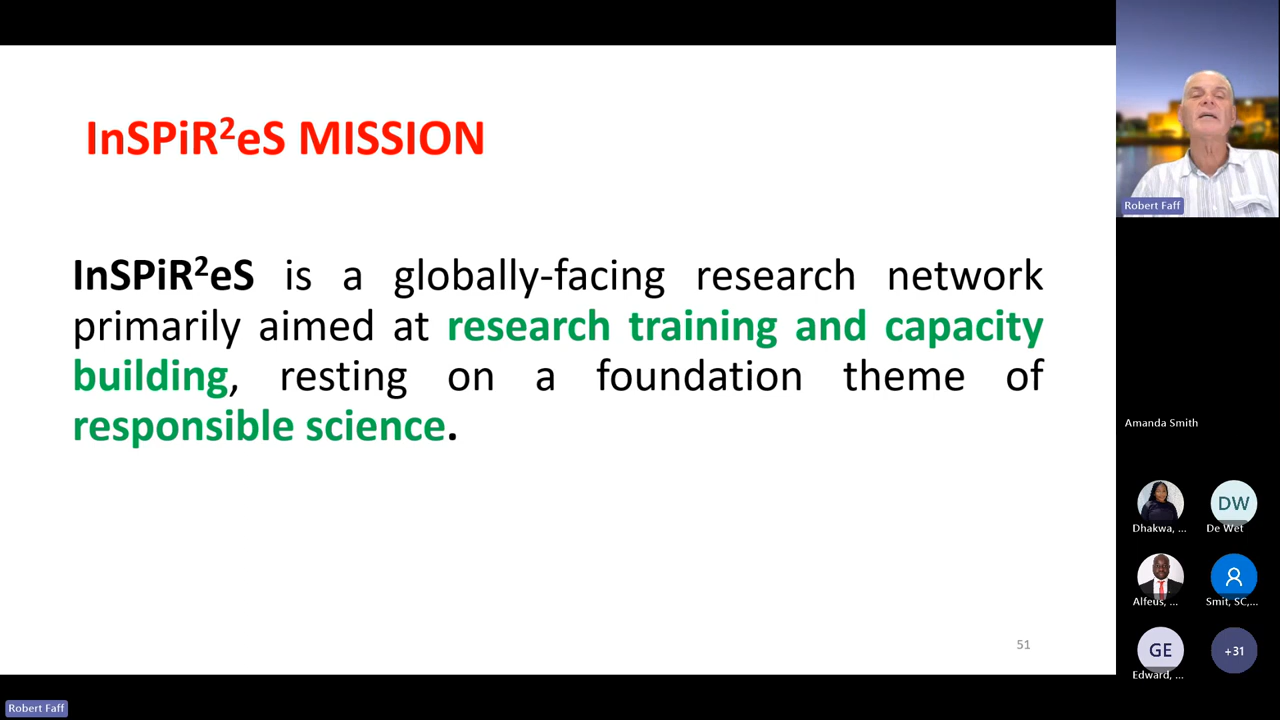 InSPiR²eS MISSION
InSPiR²eS is a globally-facing research network
primarily aimed at research training and capacity
building, resting on a foundation theme of
responsible science.
51
Robert Faff
Amanda Smith
Dhakwa, ...
DW
De Wet
Alfeus, ...
Smit, SC,...
GE
Edward, ...
+31
Robert Faff